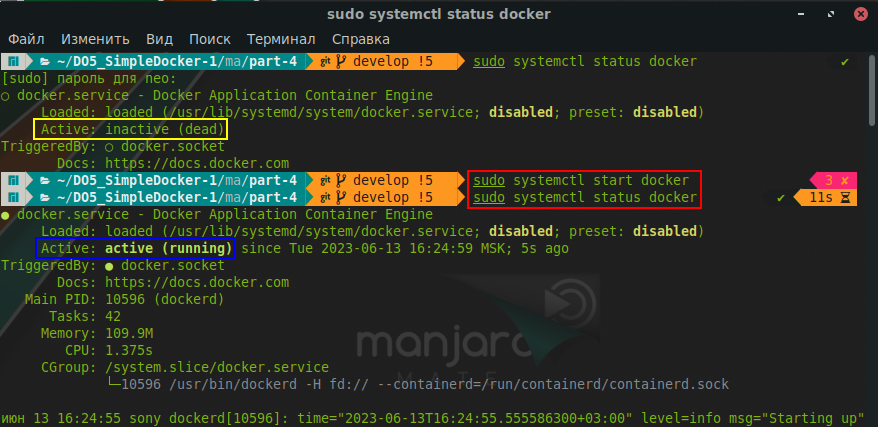 sudo systemctl status docker
Файл Изменить Вид Поиск Терминал Справка
~/DO5_SimpleDocker-1/ma/part-4 git develop !5 sudo systemctl status docker ✔
[sudo] пароль для neo:
○ docker.service - Docker Application Container Engine
Loaded: loaded (/usr/lib/systemd/system/docker.service; disabled; preset: disabled)
Active: inactive (dead)
TriggeredBy: ○ docker.socket
Docs: https://docs.docker.com
~/DO5_SimpleDocker-1/ma/part-4 git develop !5 sudo systemctl start docker 3 ✘
~/DO5_SimpleDocker-1/ma/part-4 git develop !5 sudo systemctl status docker ✔ 11s
● docker.service - Docker Application Container Engine
Loaded: loaded (/usr/lib/systemd/system/docker.service; disabled; preset: disabled)
Active: active (running) since Tue 2023-06-13 16:24:59 MSK; 5s ago
TriggeredBy: ● docker.socket
Docs: https://docs.docker.com
Main PID: 10596 (dockerd)
Tasks: 42
Memory: 109.9M
CPU: 1.375s
CGroup: /system.slice/docker.service
└─10596 /usr/bin/dockerd -H fd:// --containerd=/run/containerd/containerd.sock
manjaro
MATE
июн 13 16:24:55 sony dockerd[10596]: time="2023-06-13T16:24:55.555586300+03:00" level=info msg="Starting up"